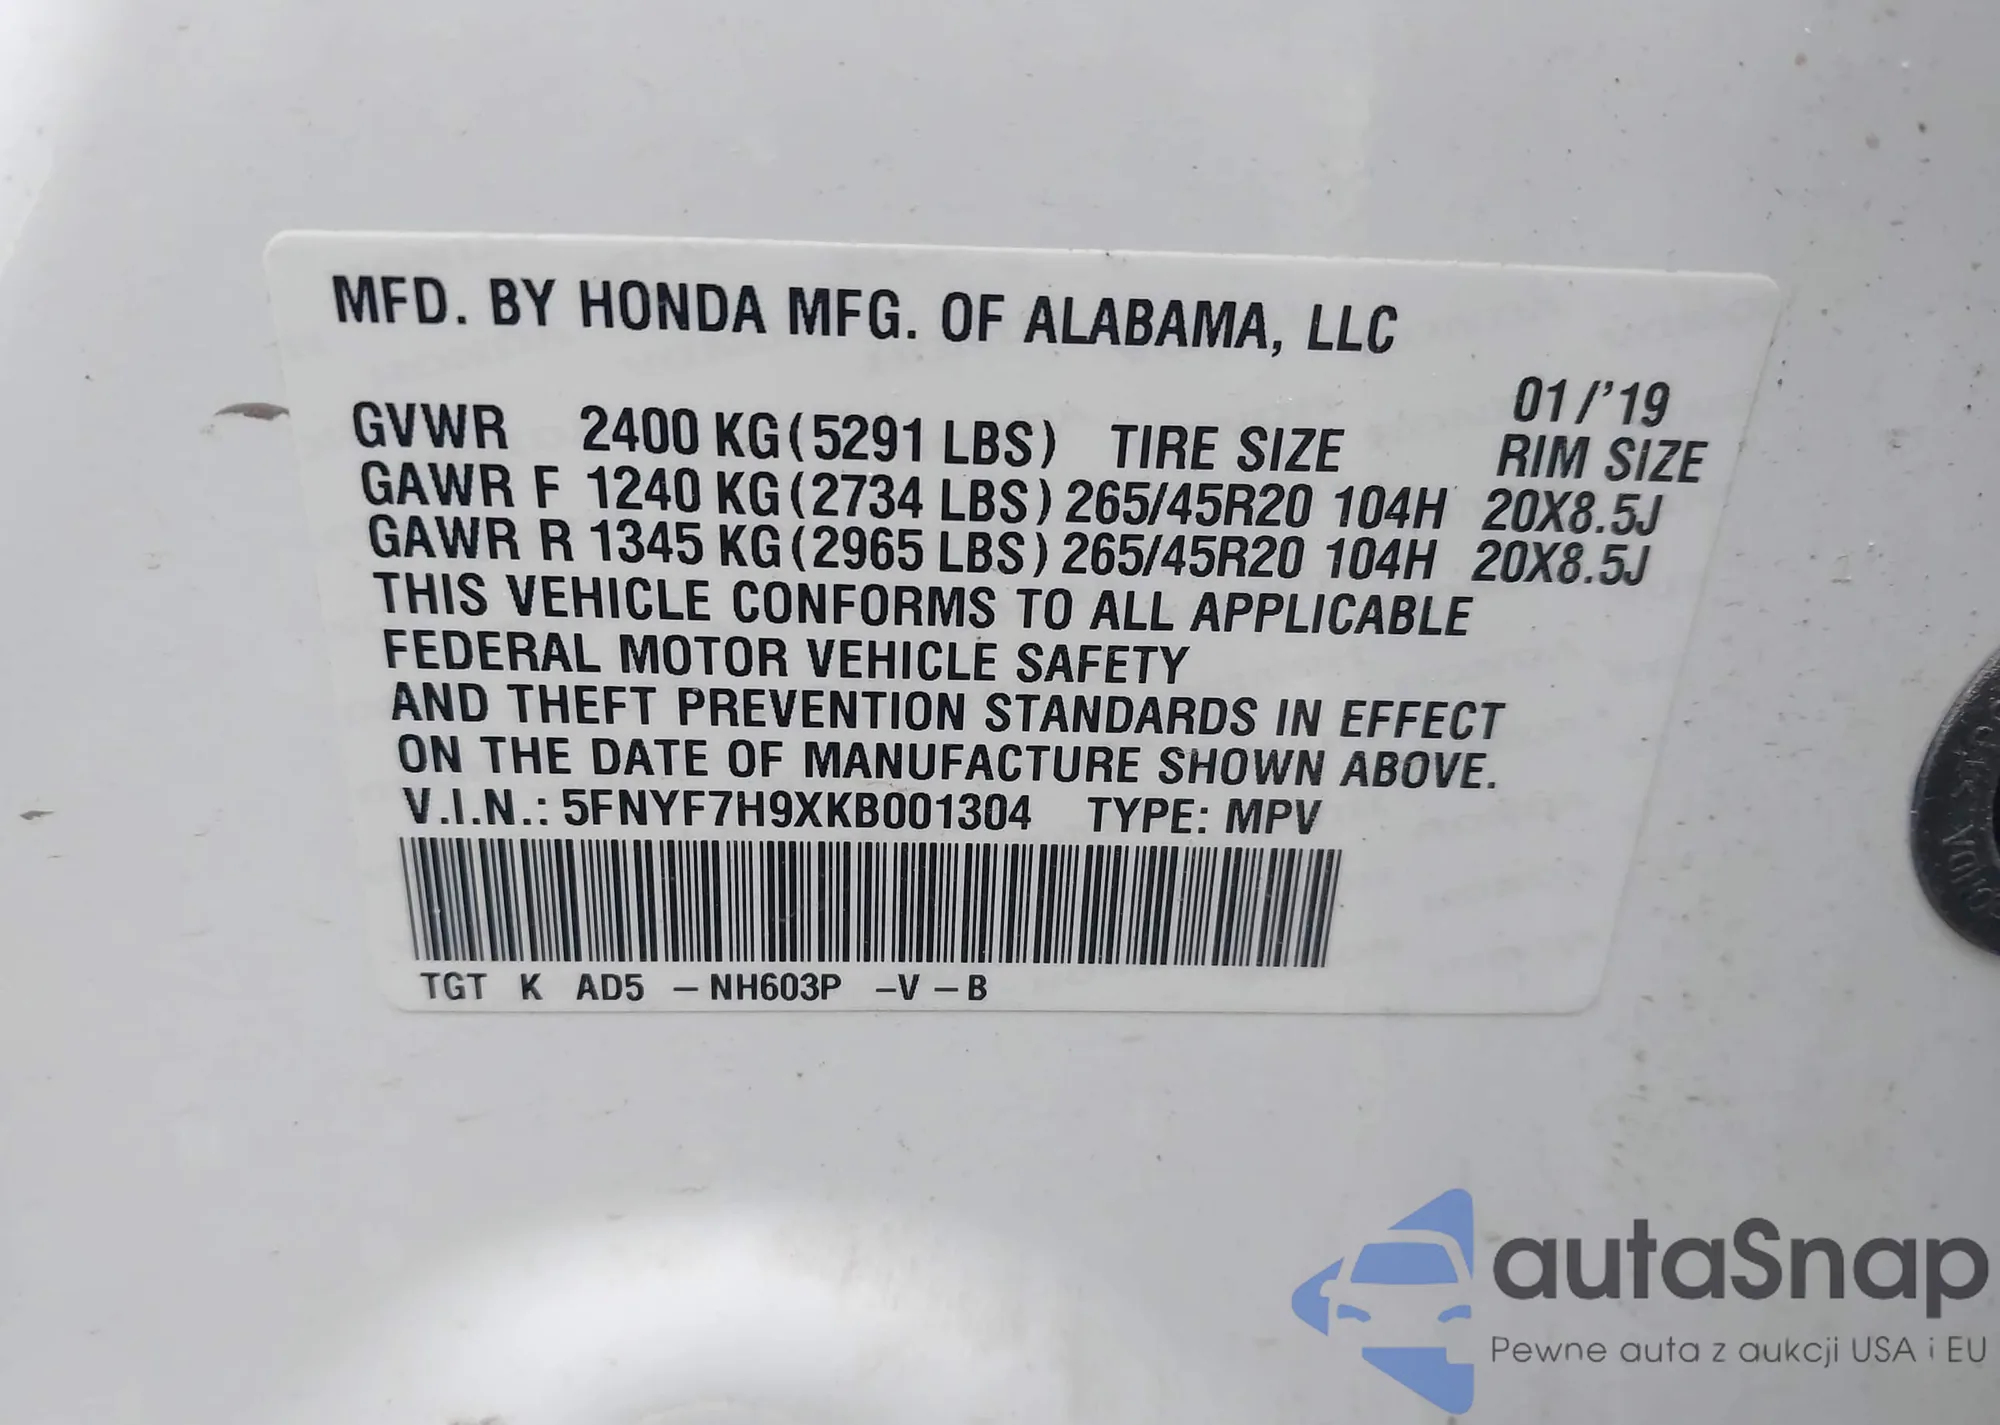 MFD. BY HONDA MFG. OF ALABAMA, LLC
01/'19
GVWR 2400 KG (5291 LBS) TIRE SIZE RIM SIZE
GAWR F 1240 KG (2734 LBS) 265/45R20 104H 20X8.5J
GAWR R 1345 KG (2965 LBS) 265/45R20 104H 20X8.5J
THIS VEHICLE CONFORMS TO ALL APPLICABLE
FEDERAL MOTOR VEHICLE SAFETY
AND THEFT PREVENTION STANDARDS IN EFFECT
ON THE DATE OF MANUFACTURE SHOWN ABOVE.
V.I.N.: 5FNYF7H9XKB001304 TYPE: MPV
TGT K AD5 – NH603P –V – B
autaSnap
Pewne auta z aukcji USA i EU